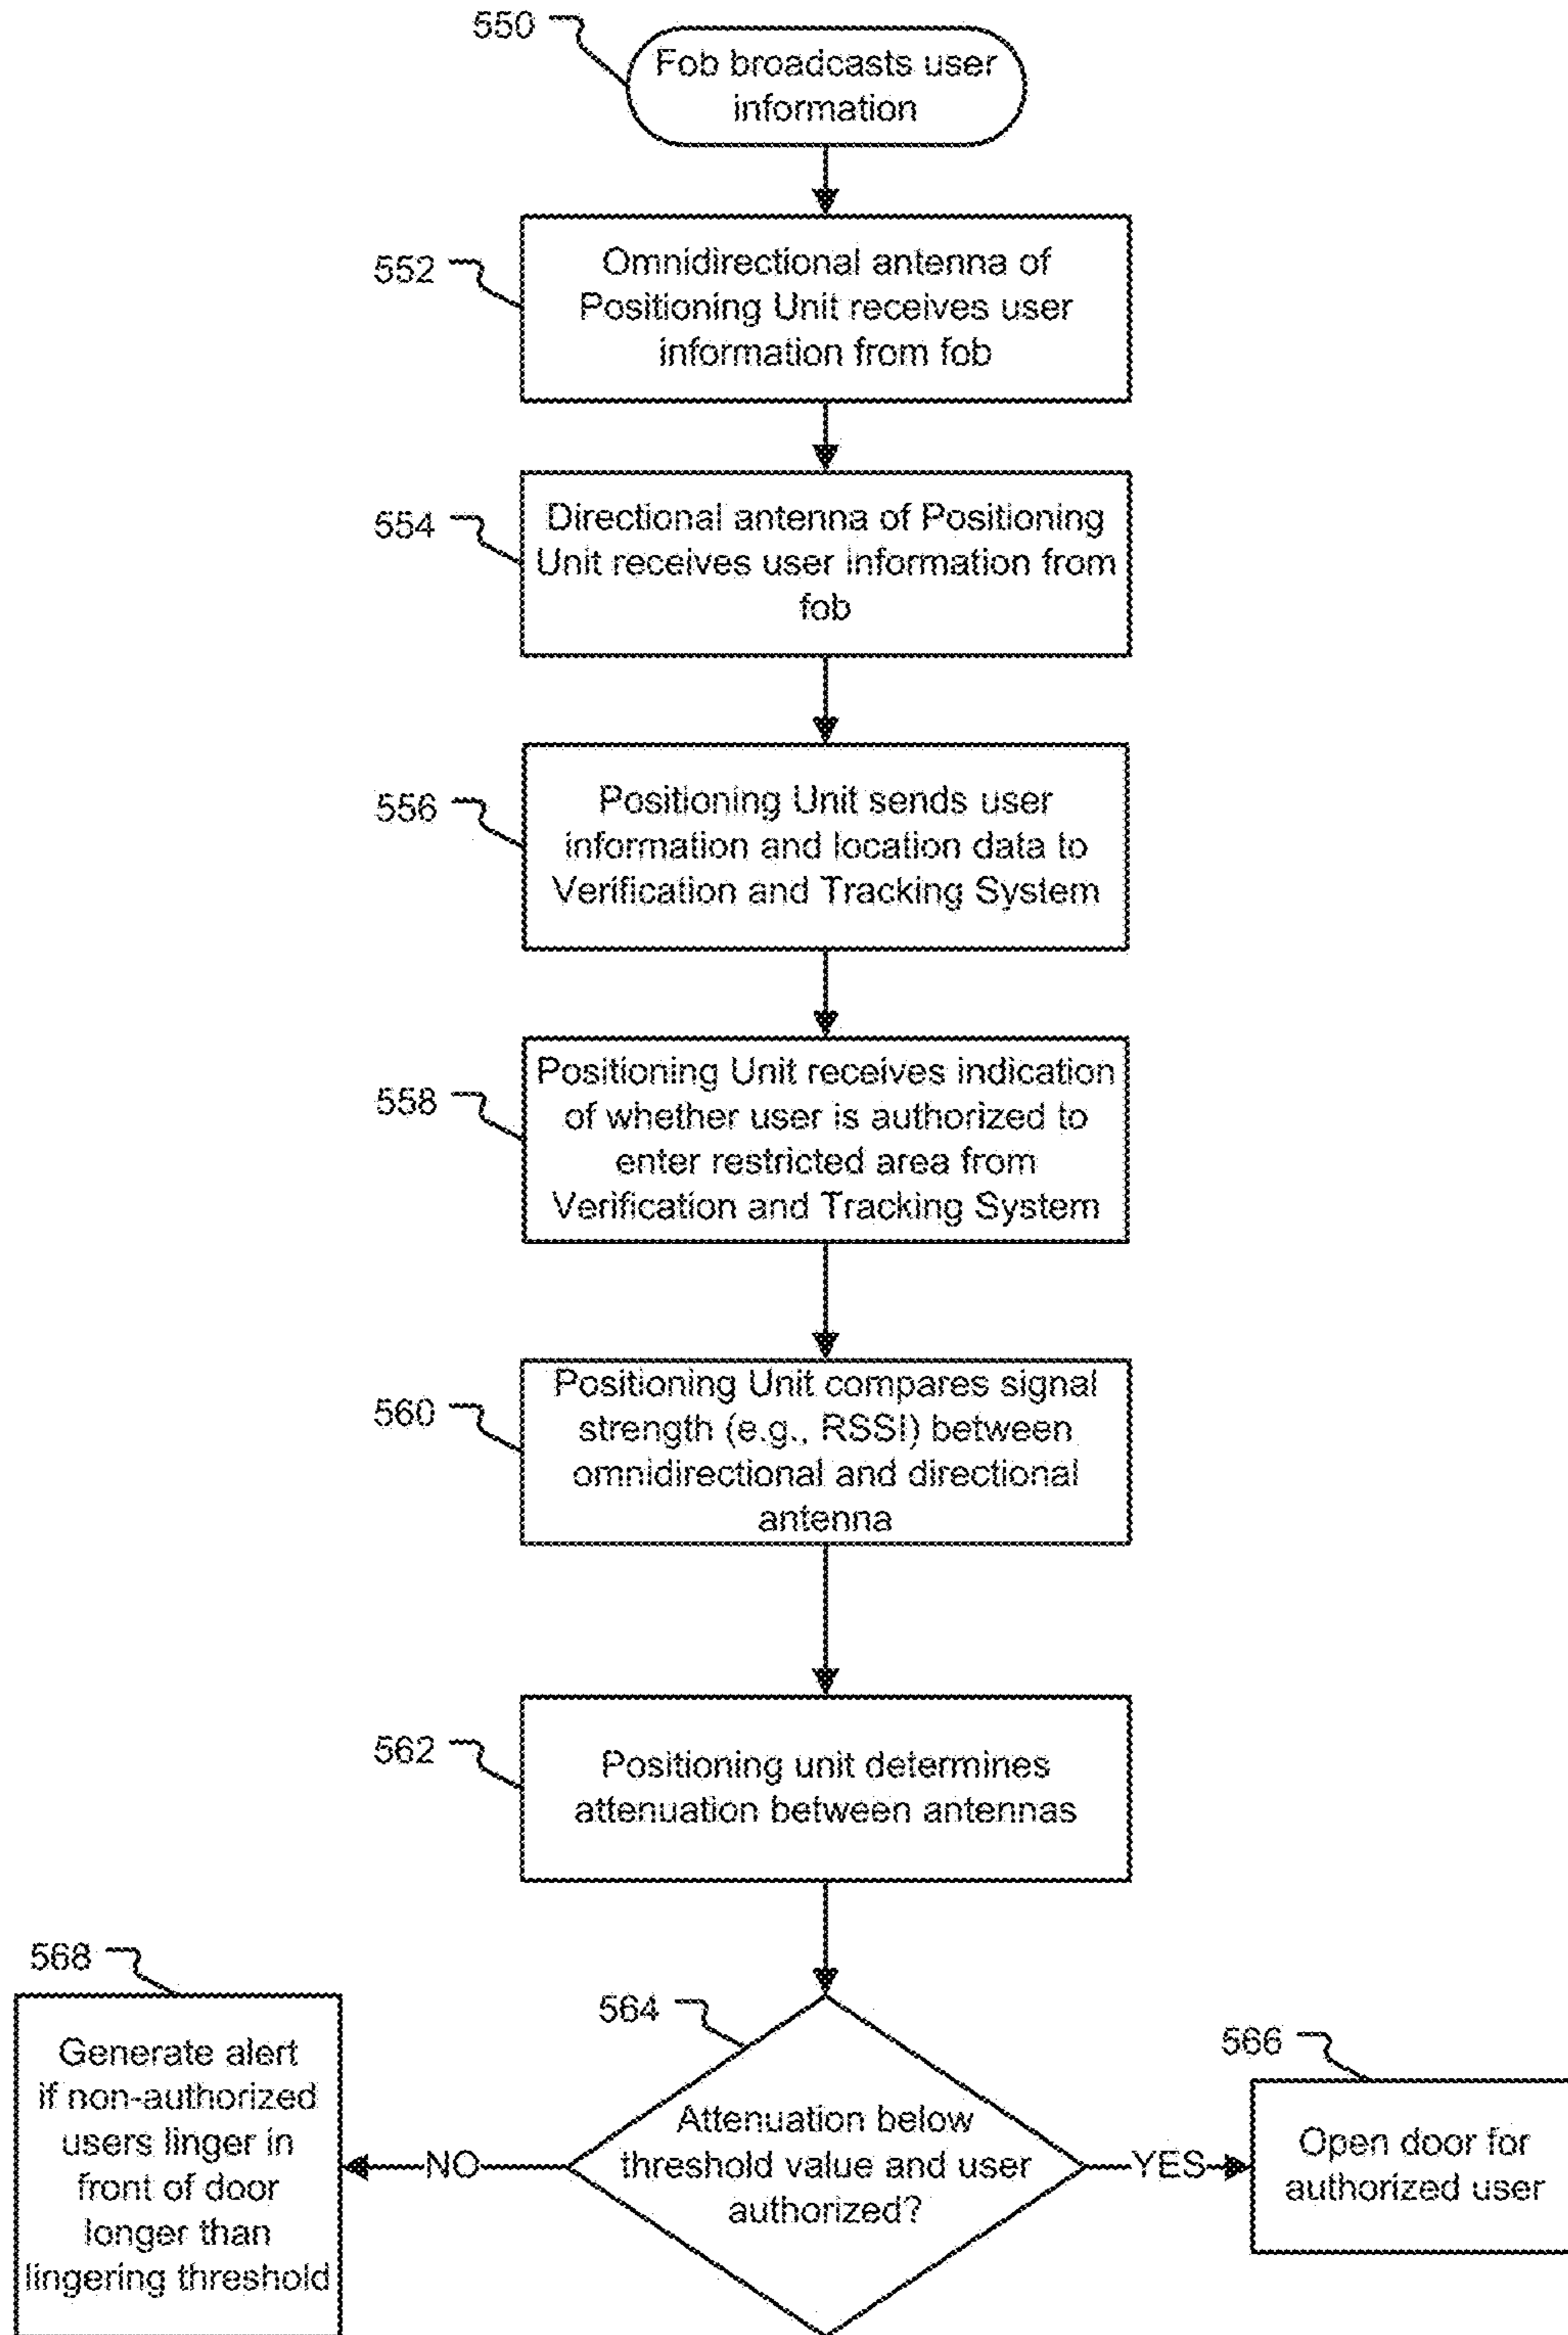 550
Fob broadcasts user
information
552
Omnidirectional antenna of
Positioning Unit receives user
information from fob
554
Directional antenna of Positioning
Unit receives user information from
fob
556
Positioning Unit sends user
information and location data to
Verification and Tracking System
558
Positioning Unit receives indication
of whether user is authorized to
enter restricted area from
Verification and Tracking System
560
Positioning Unit compares signal
strength (e.g., RSSI) between
omnidirectional and directional
antenna
562
Positioning unit determines
attenuation between antennas
564
Attenuation below
threshold value and user
authorized?
NO
YES
568
Generate alert
if non-authorized
users linger in
front of door
longer than
lingering threshold
566
Open door for
authorized user